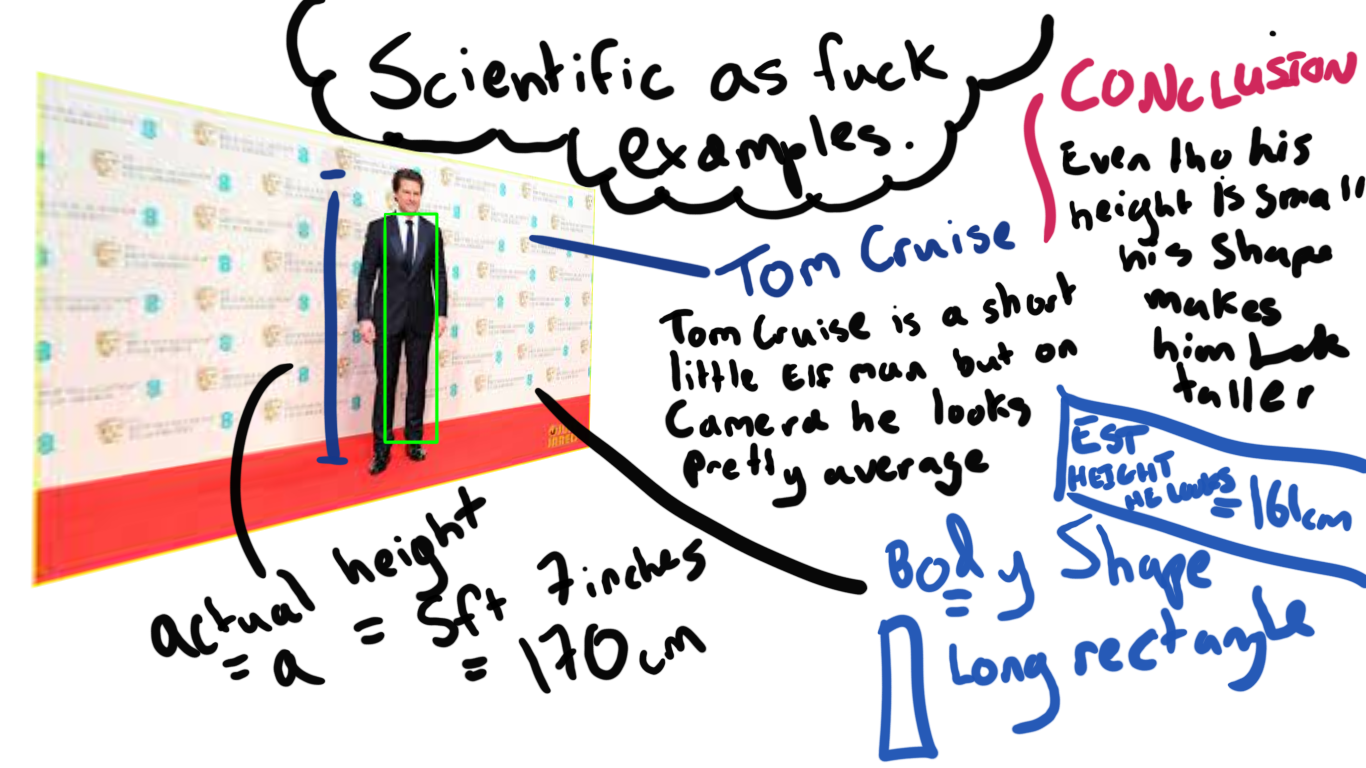 Scientific as fuck
examples.
CONCLUSION
Even tho his
height is small
his shape
makes
him look
taller
Tom Cruise
Tom Cruise is a short
little Elf man but on
Camera he looks
pretty average
EST
HEIGHT
HE LOOKS = 161cm
actual height
= a
= 5ft 7inches
= 170cm
Body Shape
=
Long rectangle